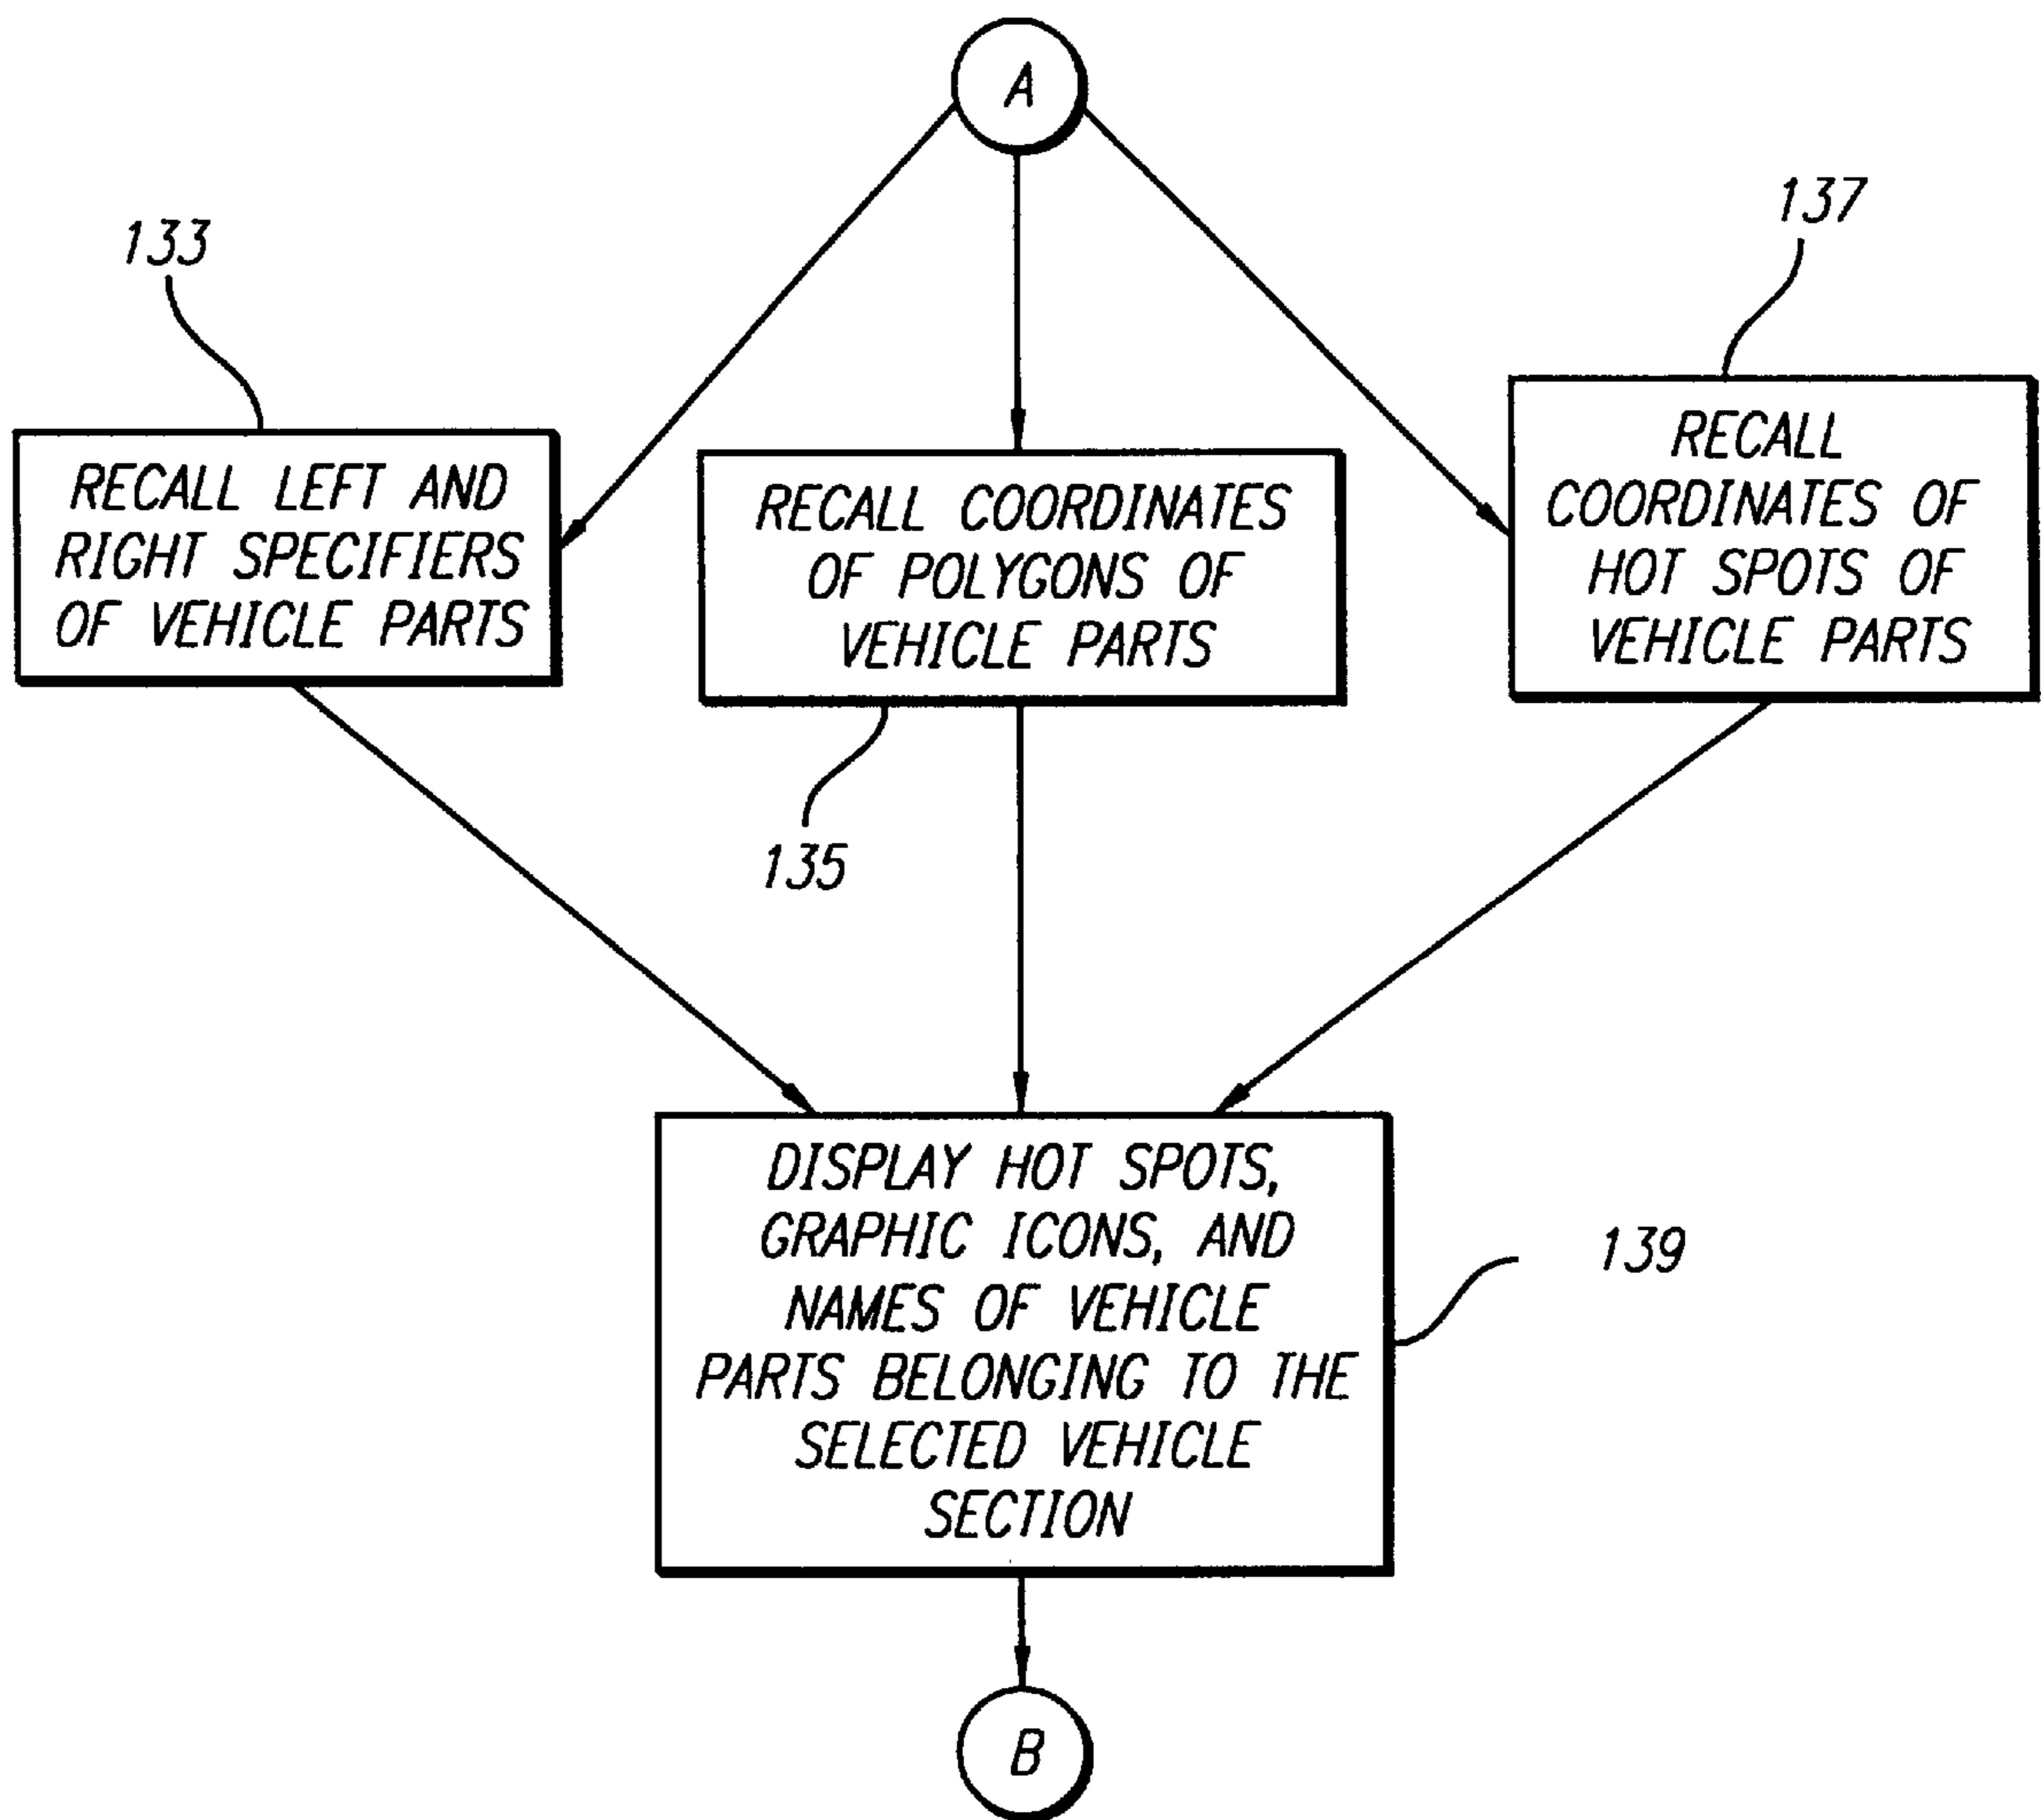 A
133
137
RECALL LEFT AND
RIGHT SPECIFIERS
OF VEHICLE PARTS
RECALL COORDINATES
OF POLYGONS OF
VEHICLE PARTS
RECALL
COORDINATES OF
HOT SPOTS OF
VEHICLE PARTS
135
DISPLAY HOT SPOTS,
GRAPHIC ICONS, AND
NAMES OF VEHICLE
PARTS BELONGING TO THE
SELECTED VEHICLE
SECTION
139
B